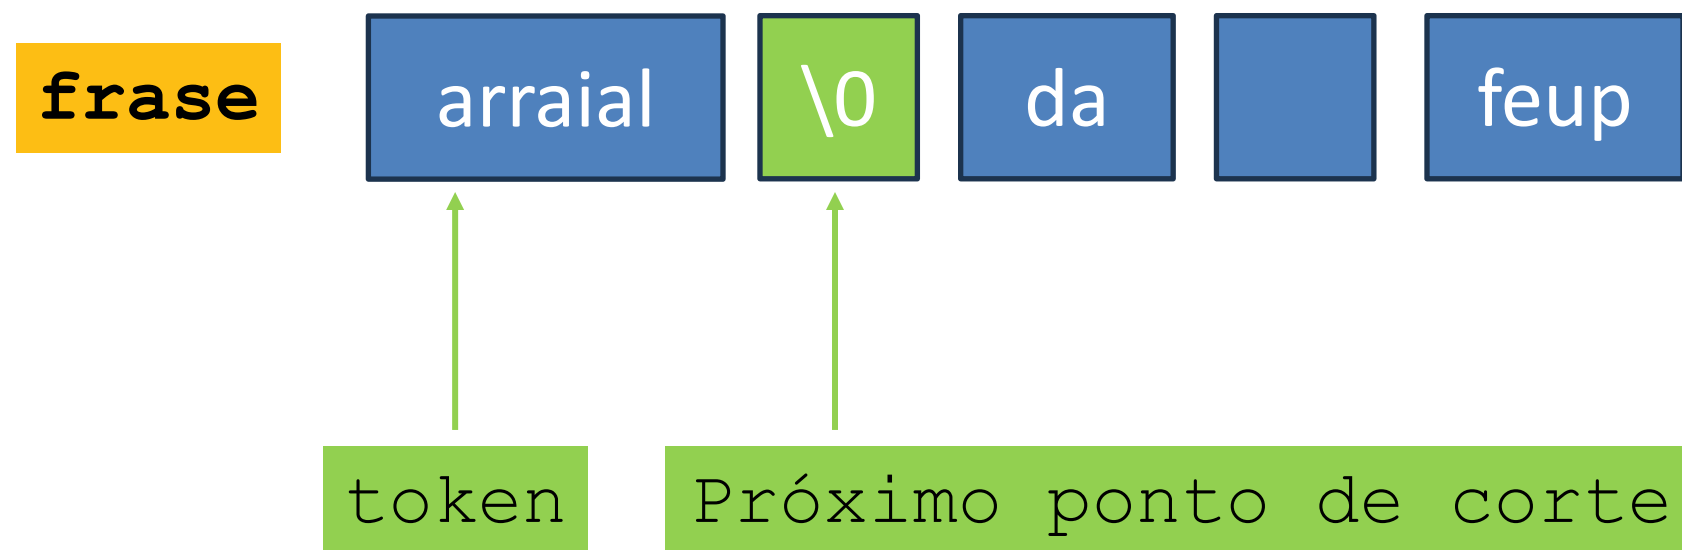 frase arraial \0 da feup
token Próximo ponto de corte